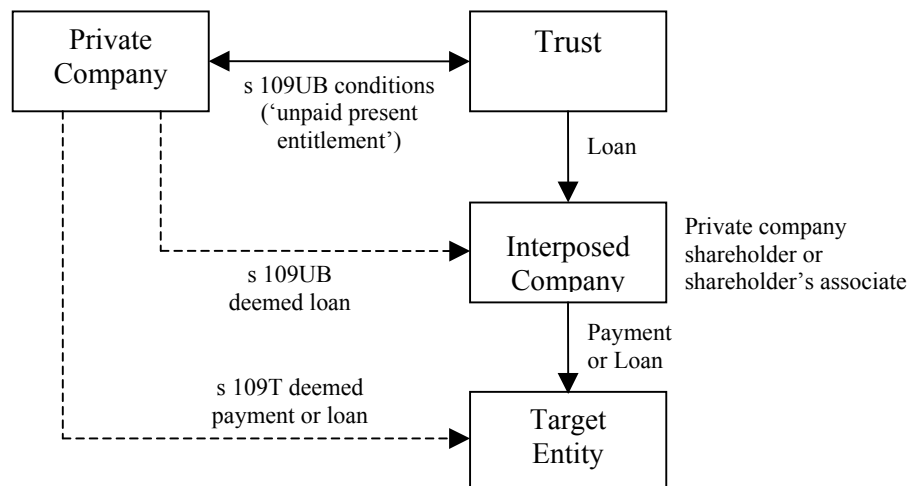 Private
Company
Trust
s 109UB conditions
(‘unpaid present
entitlement’)
Loan
Interposed
Company
Private company
shareholder or
shareholder’s associate
s 109UB
deemed loan
Payment
or Loan
s 109T deemed
payment or loan
Target
Entity